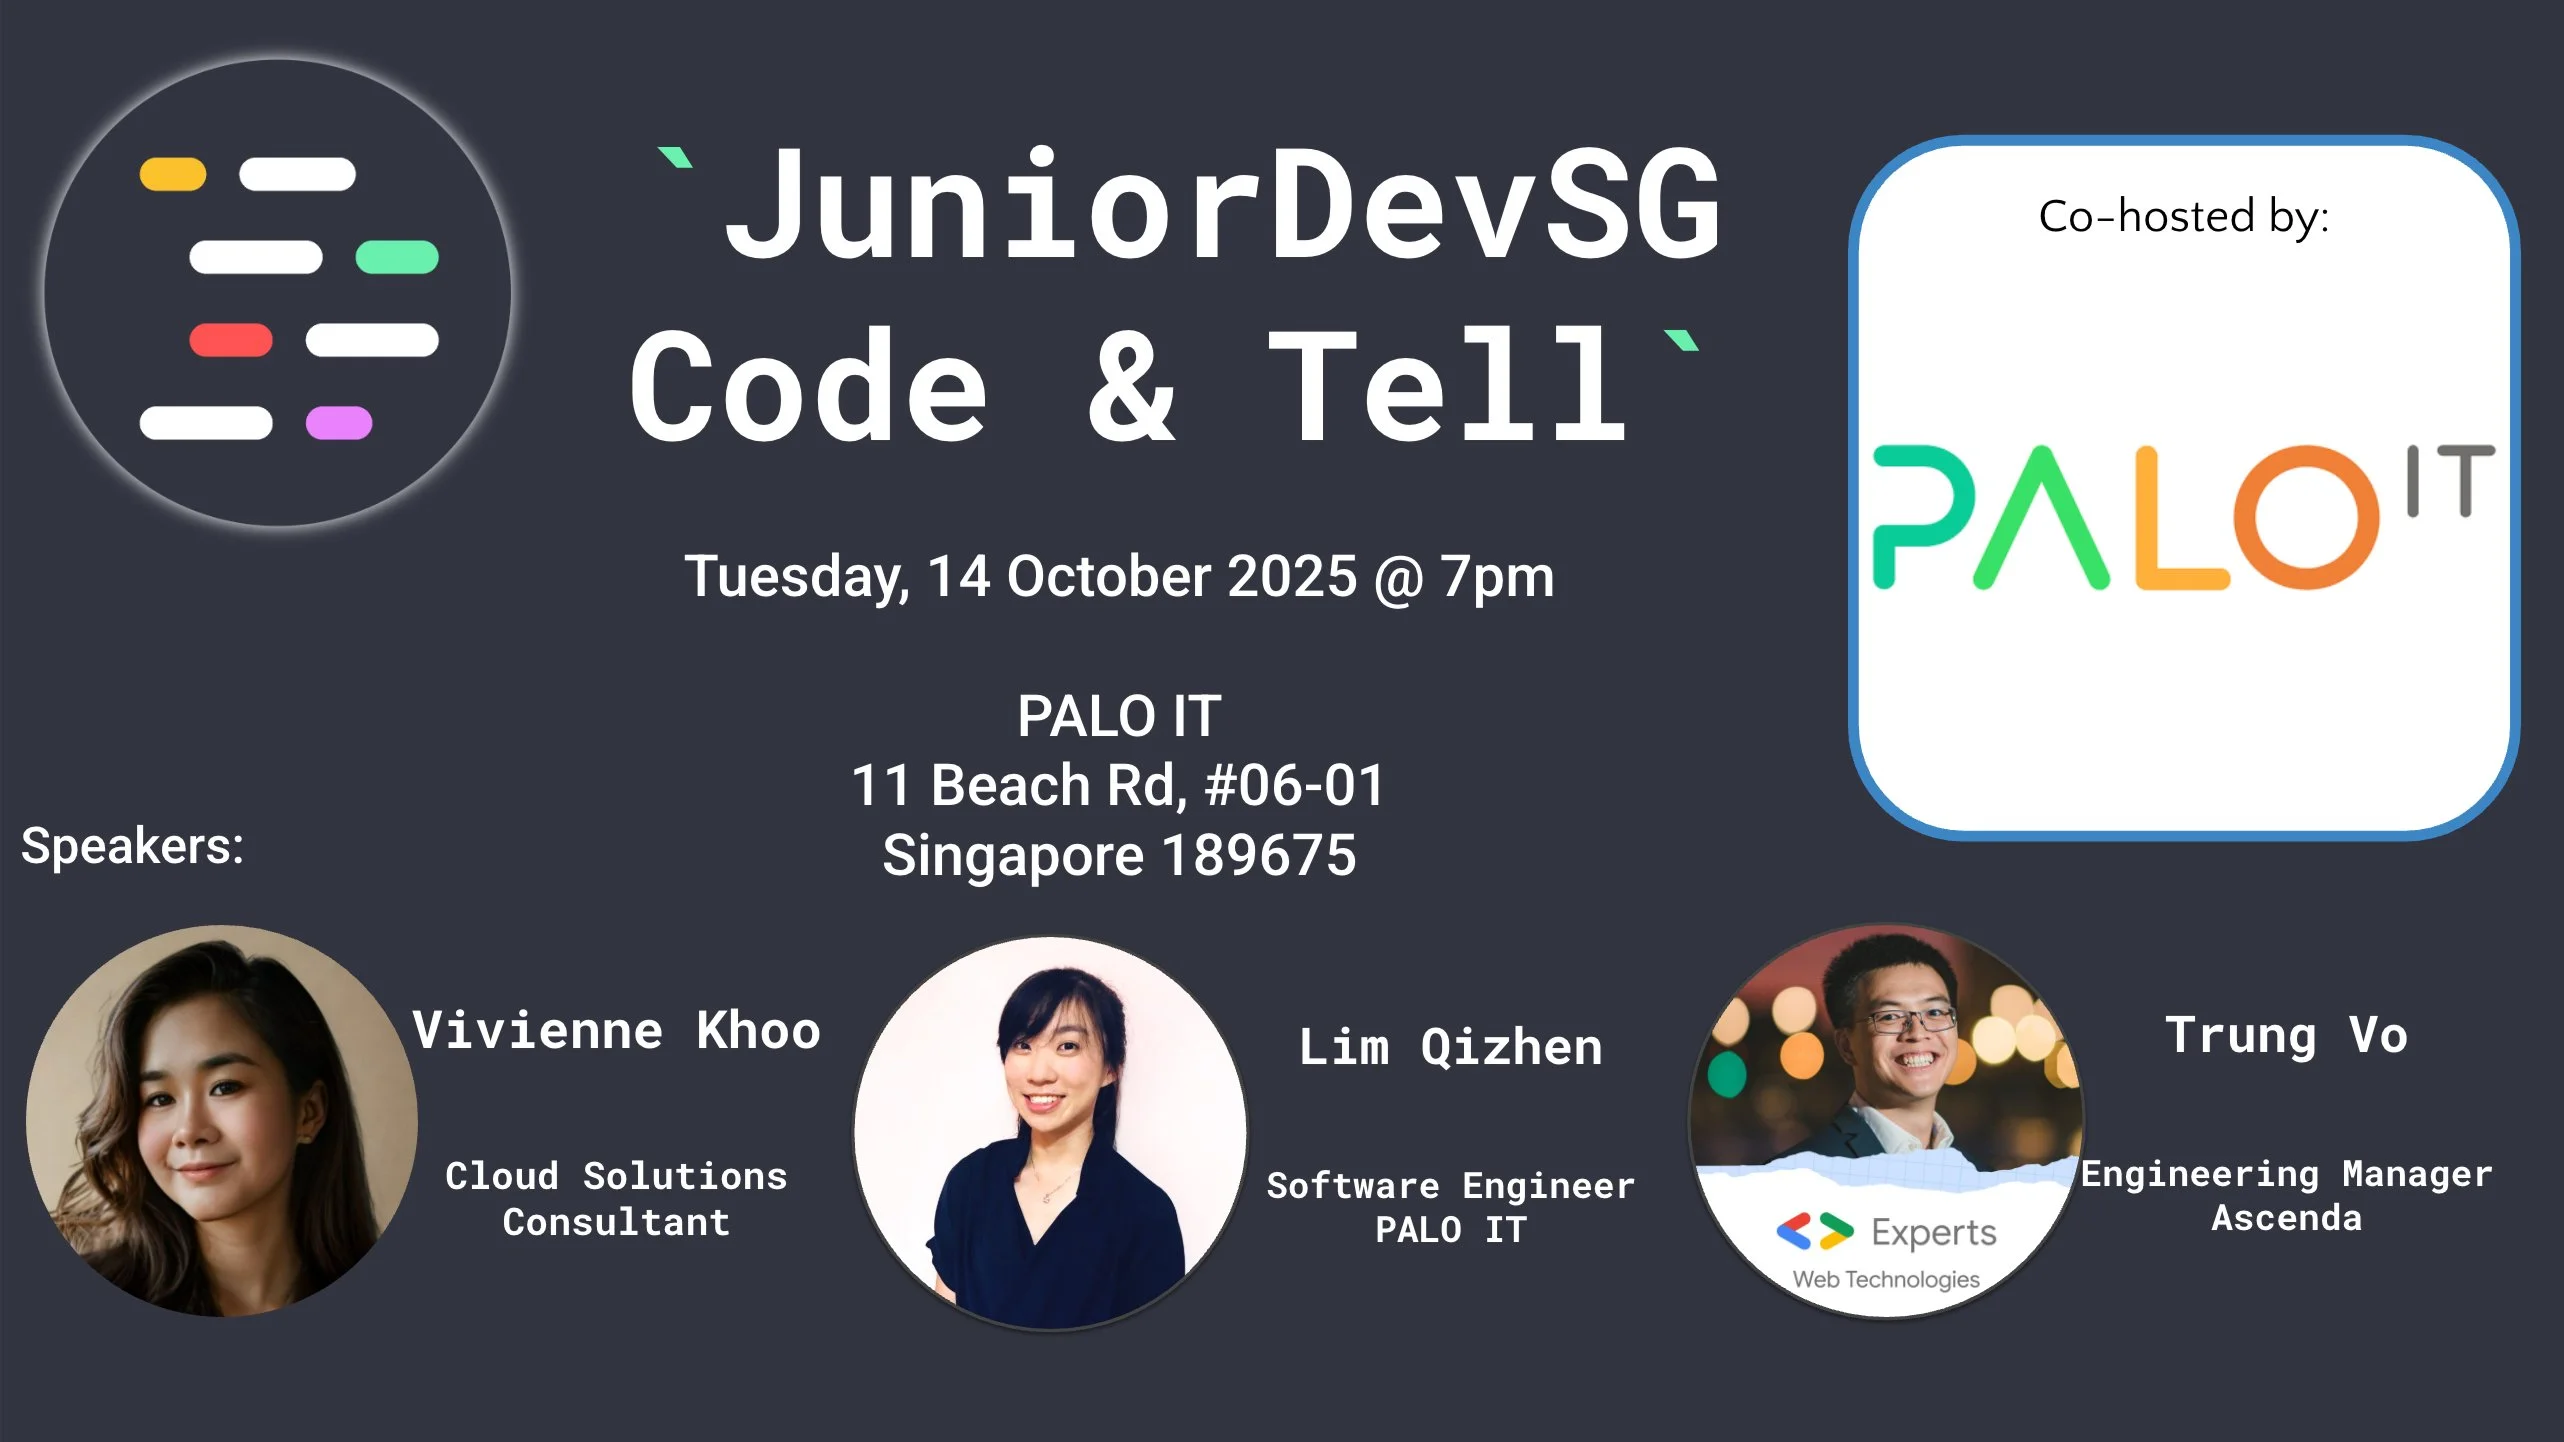 `JuniorDevSG
Code & Tell`
Co-hosted by:
PALO IT
Tuesday, 14 October 2025 @ 7pm
PALO IT
11 Beach Rd, #06-01
Singapore 189675
Speakers:
Vivienne Khoo
Cloud Solutions
Consultant
Lim Qizhen
Software Engineer
PALO IT
Experts
Web Technologies
Trung Vo
Engineering Manager
Ascenda